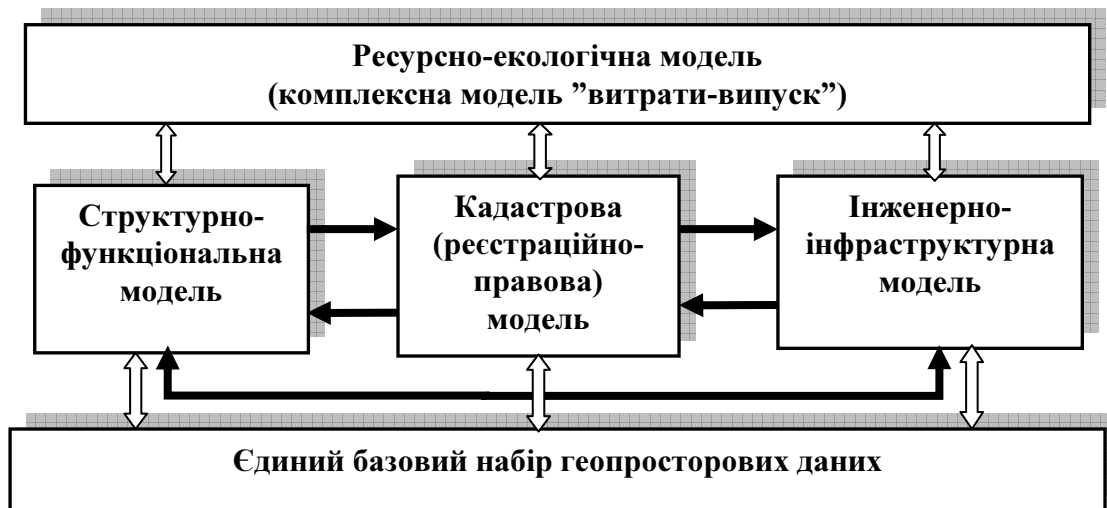 Ресурсно-екологічна модель
(комплексна модель ”витрати-випуск”)
Структурно-
функціональна
модель
Кадастрова
(реєстраційно-
правова)
модель
Інженерно-
інфраструктурна
модель
Єдиний базовий набір геопросторових даних